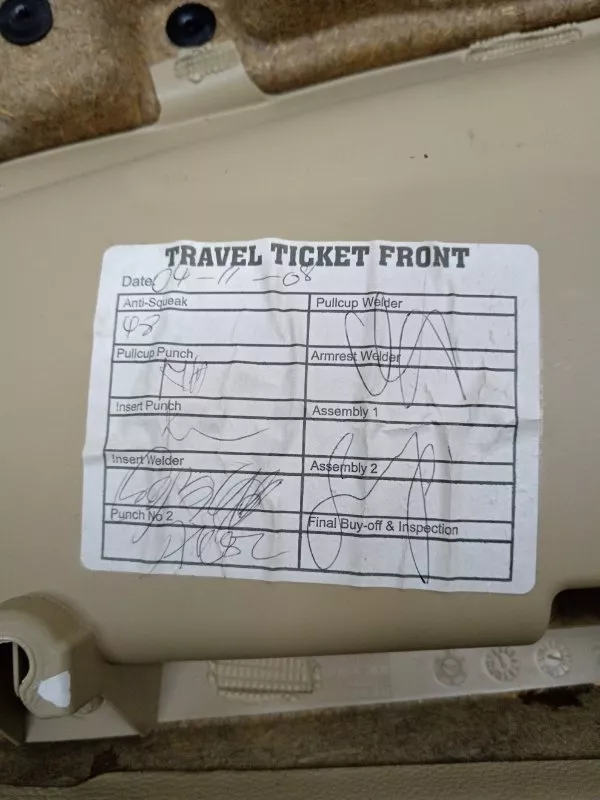 TRAVEL TICKET FRONT
Date 04-11-08
Anti-Squeak
Pullcup Welder
Pullcup Punch
Armrest Welder
Insert Punch
Assembly 1
Insert Welder
Assembly 2
Punch No 2
Final Buy-off & Inspection